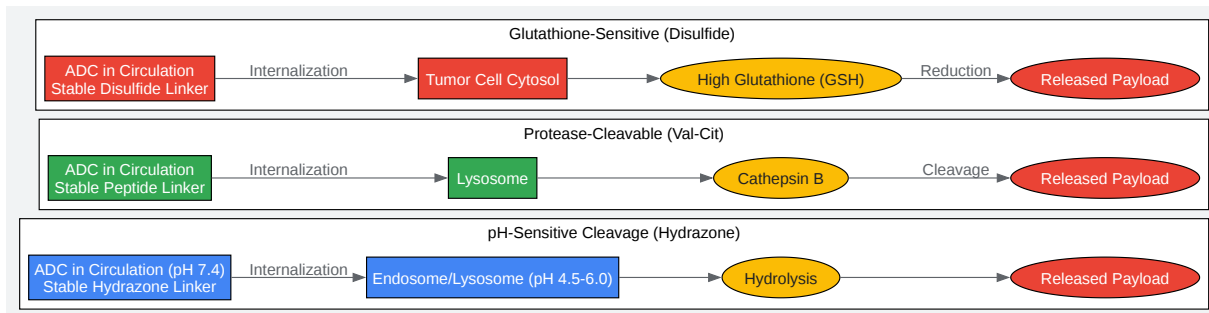 Glutathione-Sensitive (Disulfide)
ADC in Circulation
Stable Disulfide Linker
Internalization
Tumor Cell Cytosol
High Glutathione (GSH)
Reduction
Released Payload
Protease-Cleavable (Val-Cit)
ADC in Circulation
Stable Peptide Linker
Internalization
Lysosome
Cathepsin B
Cleavage
Released Payload
pH-Sensitive Cleavage (Hydrazone)
ADC in Circulation (pH 7.4)
Stable Hydrazone Linker
Internalization
Endosome/Lysosome (pH 4.5-6.0)
Hydrolysis
Released Payload